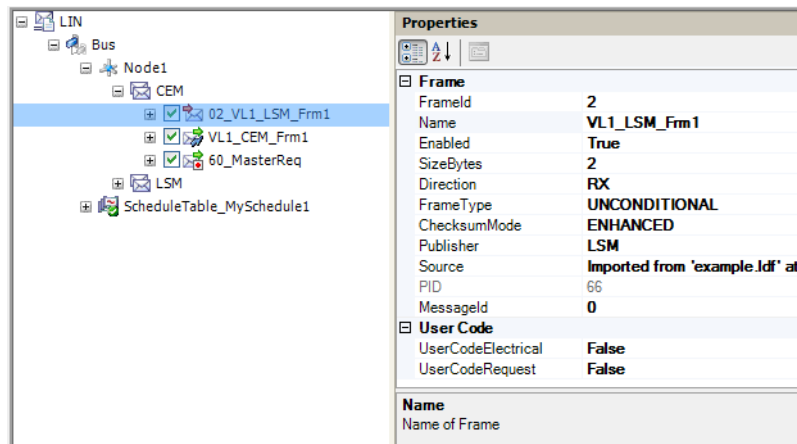 LIN
Bus
Node1
CEM
02_VL1_LSM_Frm1
VL1_CEM_Frm1
60_MasterReq
LSM
ScheduleTable_MySchedule1
Properties
Frame
FrameId 2
Name VL1_LSM_Frm1
Enabled True
SizeBytes 2
Direction RX
FrameType UNCONDITIONAL
ChecksumMode ENHANCED
Publisher LSM
Source Imported from 'example.ldf' at
PID 66
MessageId 0
User Code
UserCodeElectrical False
UserCodeRequest False
Name
Name of Frame